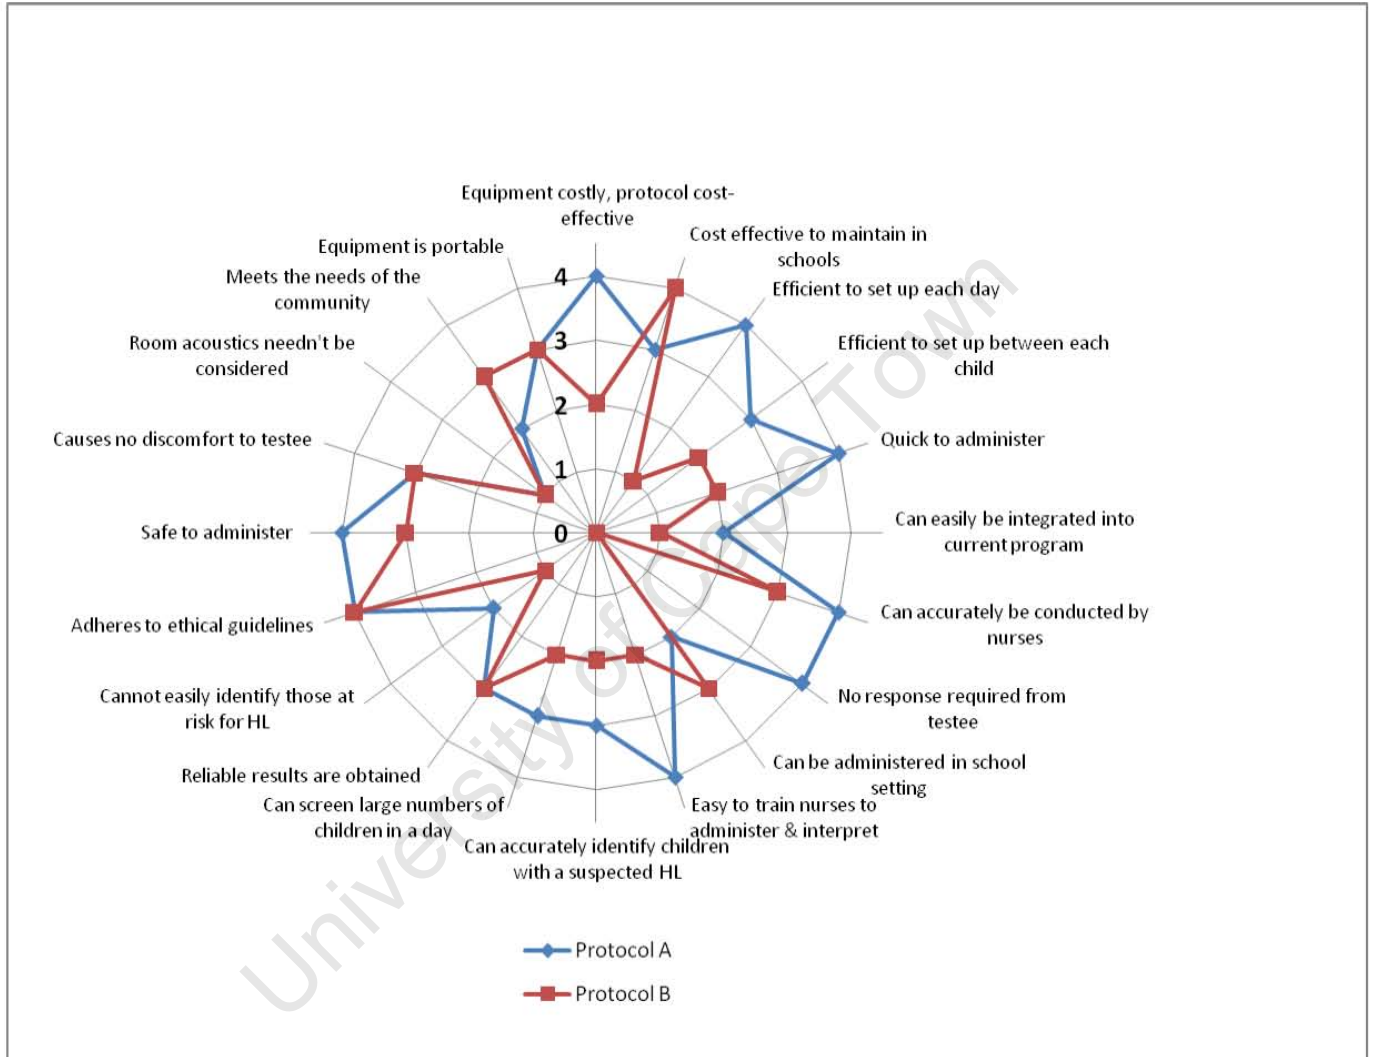 Equipment costly, protocol cost-
effective
Cost effective to maintain in
schools
Efficient to set up each day
Efficient to set up between each
child
Quick to administer
Can easily be integrated into
current program
Can accurately be conducted by
nurses
No response required from
testee
Can be administered in school
setting
Easy to train nurses to
administer & interpret
Can accurately identify children
with a suspected HL
Can screen large numbers of
children in a day
Reliable results are obtained
Cannot easily identify those at
risk for HL
Adheres to ethical guidelines
Safe to administer
Causes no discomfort to testee
Room acoustics needn't be
considered
Meets the needs of the
community
Equipment is portable
4
3
2
1
0
Protocol A
Protocol B
University of Cape Town